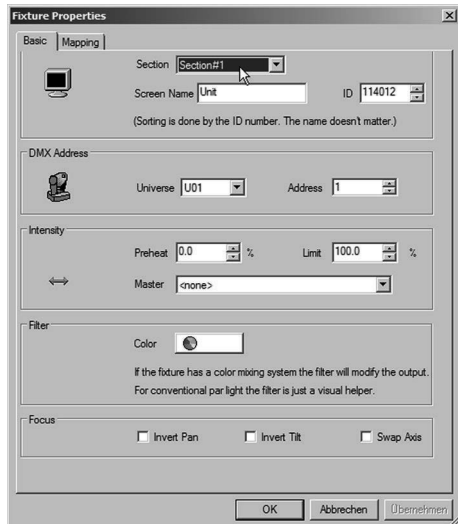 Fixture Properties
Basic Mapping
Section Section#1
Screen Name Unit ID 114012
(Sorting is done by the ID number. The name doesn't matter.)
DMX Address
Universe U01 Address 1
Intensity
Preheat 0.0 % Limit 100.0 %
Master <none>
Filter
Color
If the fixture has a color mixing system the filter will modify the output.
For conventional par light the filter is just a visual helper.
Focus
Invert Pan Invert Tilt Swap Axis
OK Abbrechen Übernehmen